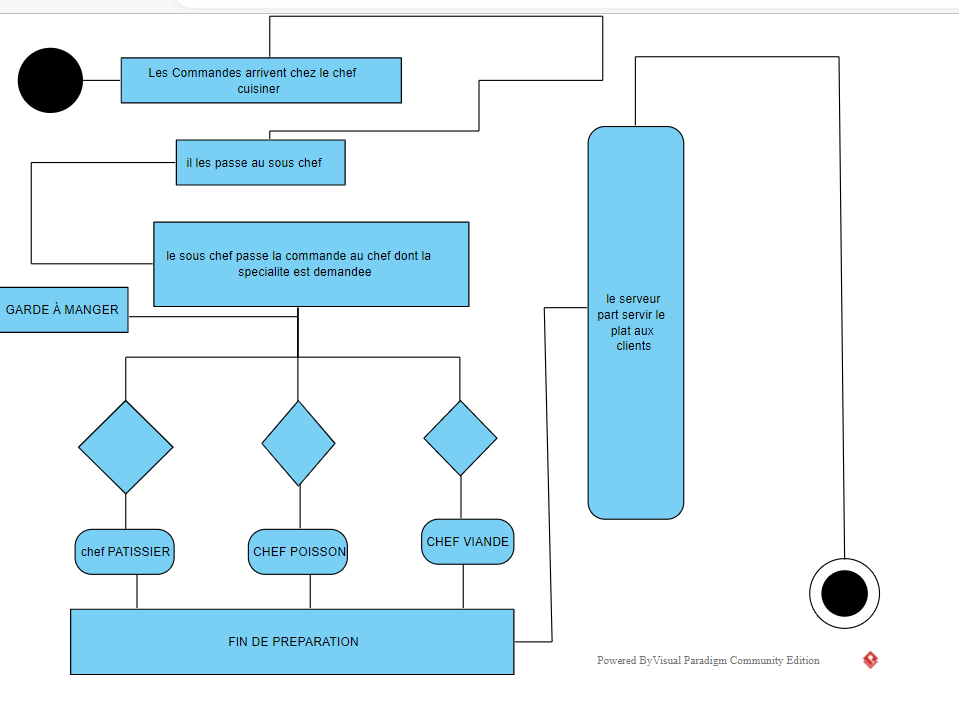 Les Commandes arrivent chez le chef
cuisiner
il les passe au sous chef
le sous chef passe la commande au chef dont la
specialite est demandee
GARDE À MANGER
le serveur
part servir le
plat aux
clients
chef PATISSIER
CHEF POISSON
CHEF VIANDE
FIN DE PREPARATION
Powered ByVisual Paradigm Community Edition